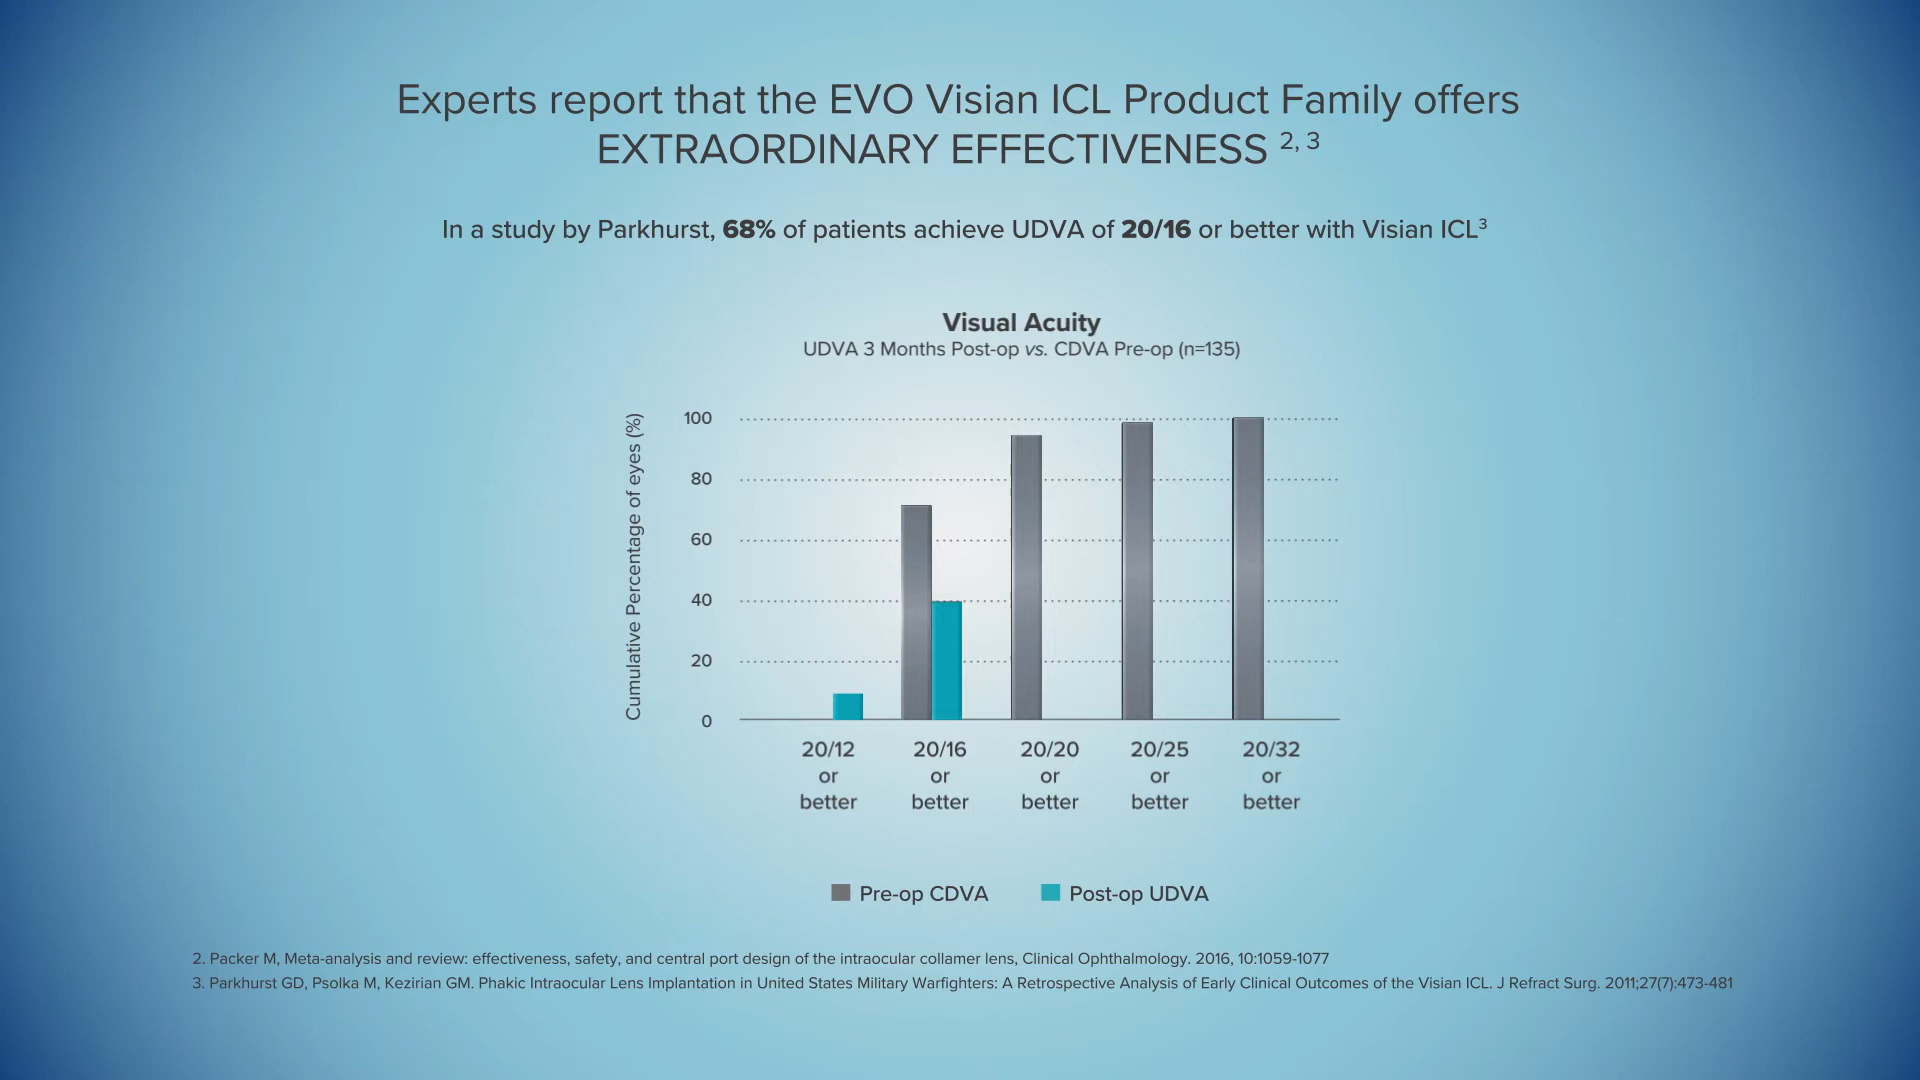 Experts report that the EVO Visian ICL Product Family offers
EXTRAORDINARY EFFECTIVENESS 2, 3
In a study by Parkhurst, 68% of patients achieve UDVA of 20/16 or better with Visian ICL3
Visual Acuity
UDVA 3 Months Post-op vs. CDVA Pre-op (n=135)
Cumulative Percentage of eyes (%)
100
80
60
40
20
0
20/12 or better
20/16 or better
20/20 or better
20/25 or better
20/32 or better
Pre-op CDVA
Post-op UDVA
2. Packer M, Meta-analysis and review: effectiveness, safety, and central port design of the intraocular collamer lens, Clinical Ophthalmology. 2016, 10:1059-1077
3. Parkhurst GD, Psolka M, Kezirian GM. Phakic Intraocular Lens Implantation in United States Military Warfighters: A Retrospective Analysis of Early Clinical Outcomes of the Visian ICL. J Refract Surg. 2011;27(7):473-481